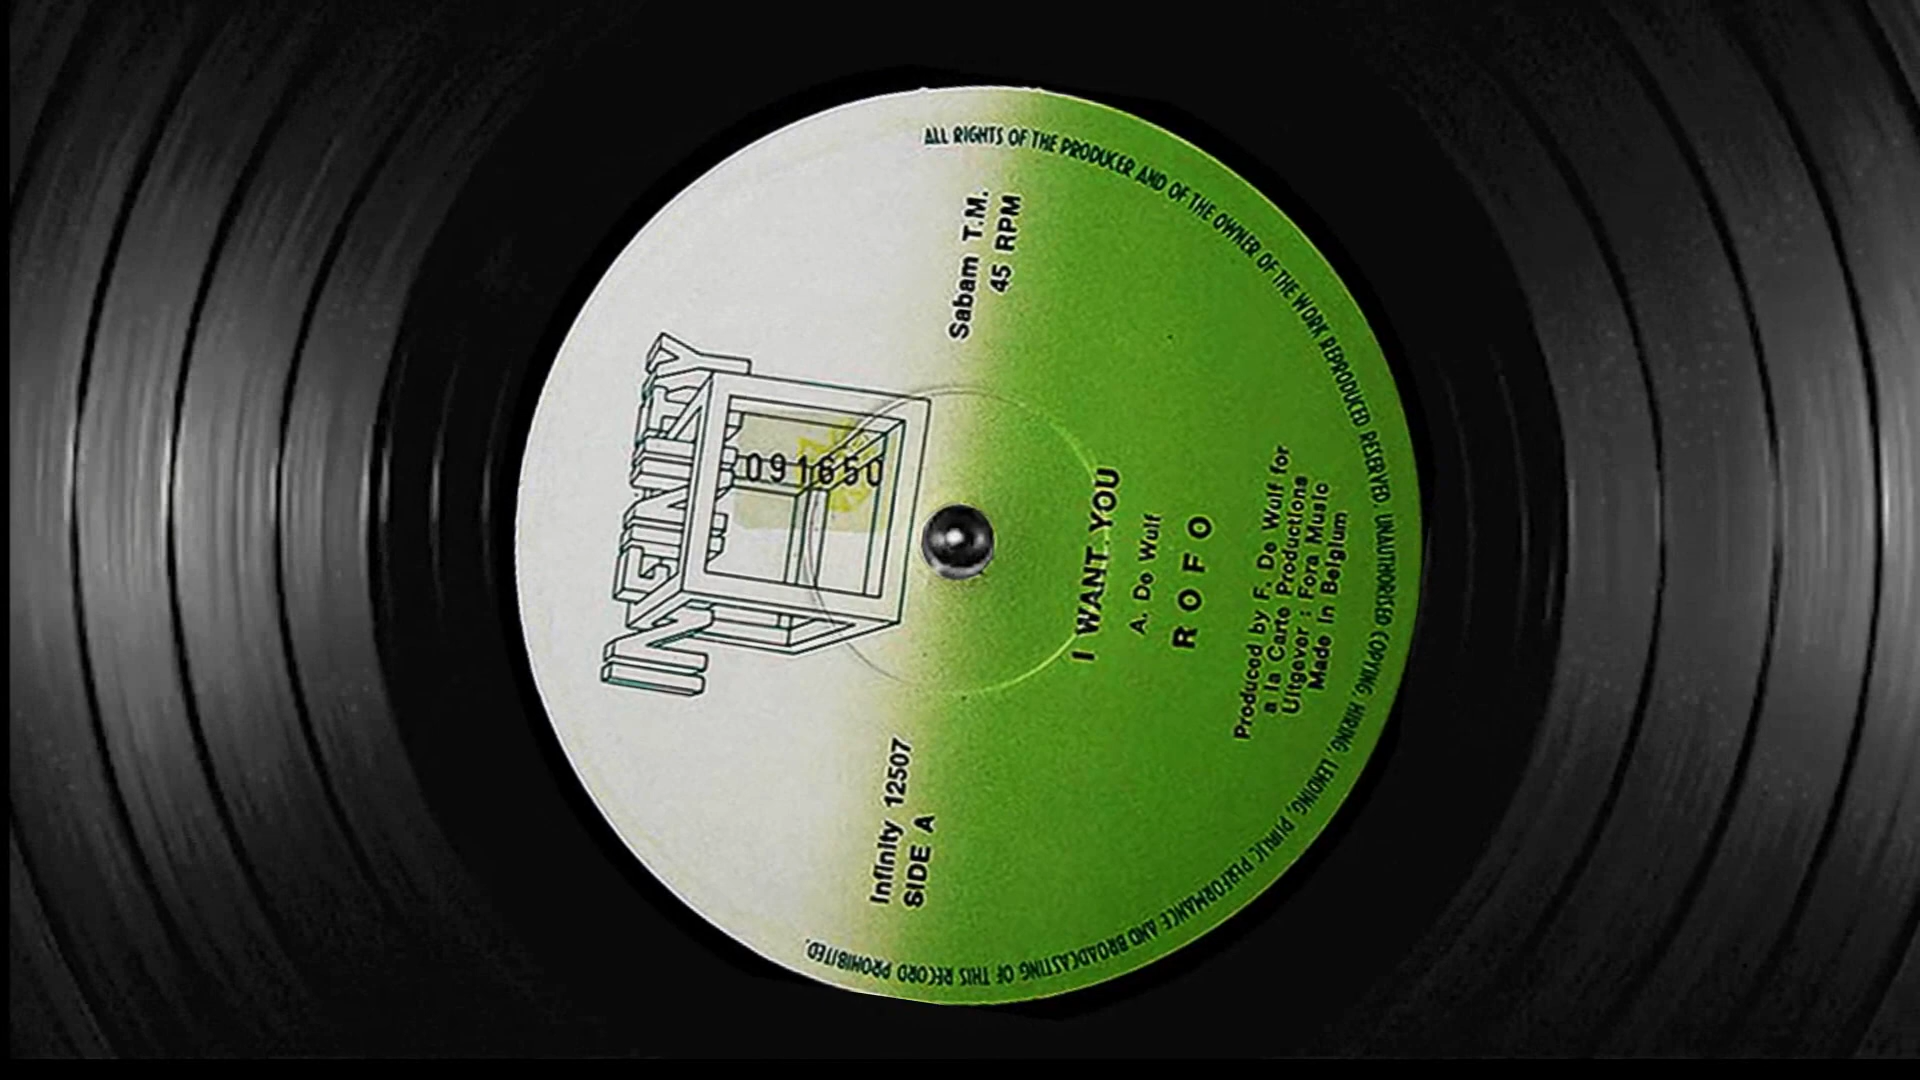 INFINITY
091650
Infinity 12507
SIDE A
Sabam T.M.
45 RPM
I WANT YOU
A. De Wulf
ROFO
Produced by F. De Wulf for
a la Carte Productions
Uitgever : Fora Music
Made in Belgium
ALL RIGHTS OF THE PRODUCER AND OF THE OWNER OF THE WORK REPRODUCED RESERVED. UNAUTHORISED COPYING, HIRING, LENDING, PUBLIC PERFORMANCE AND BROADCASTING OF THIS RECORD PROHIBITED.